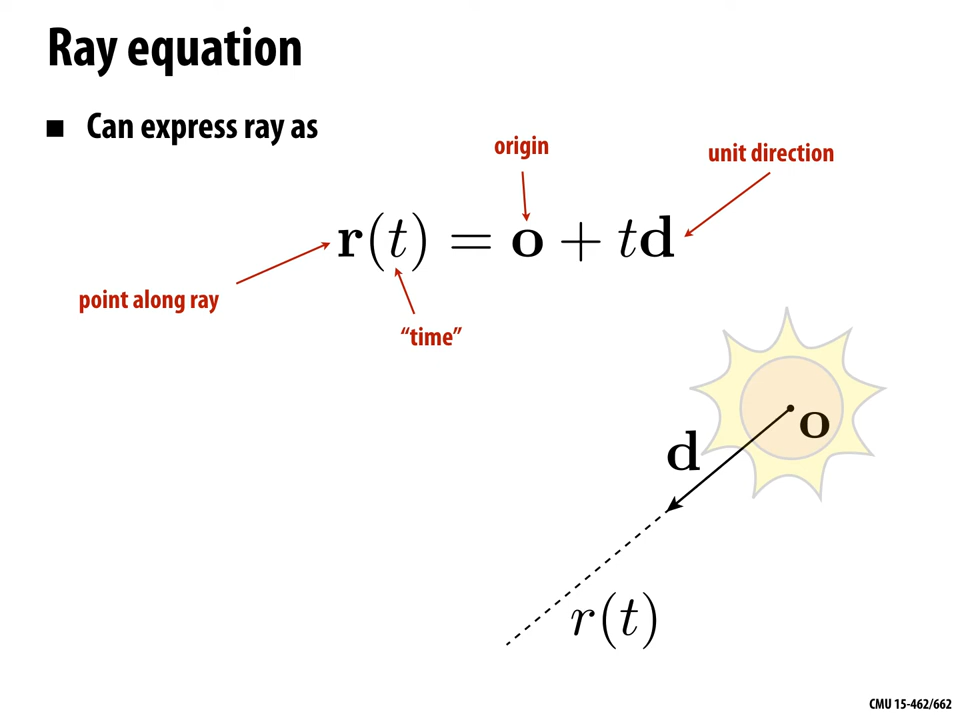 Ray equation
■ Can express ray as
origin
unit direction
r(t) = o + td
point along ray
“time”
o
d
r(t)
CMU 15-462/662